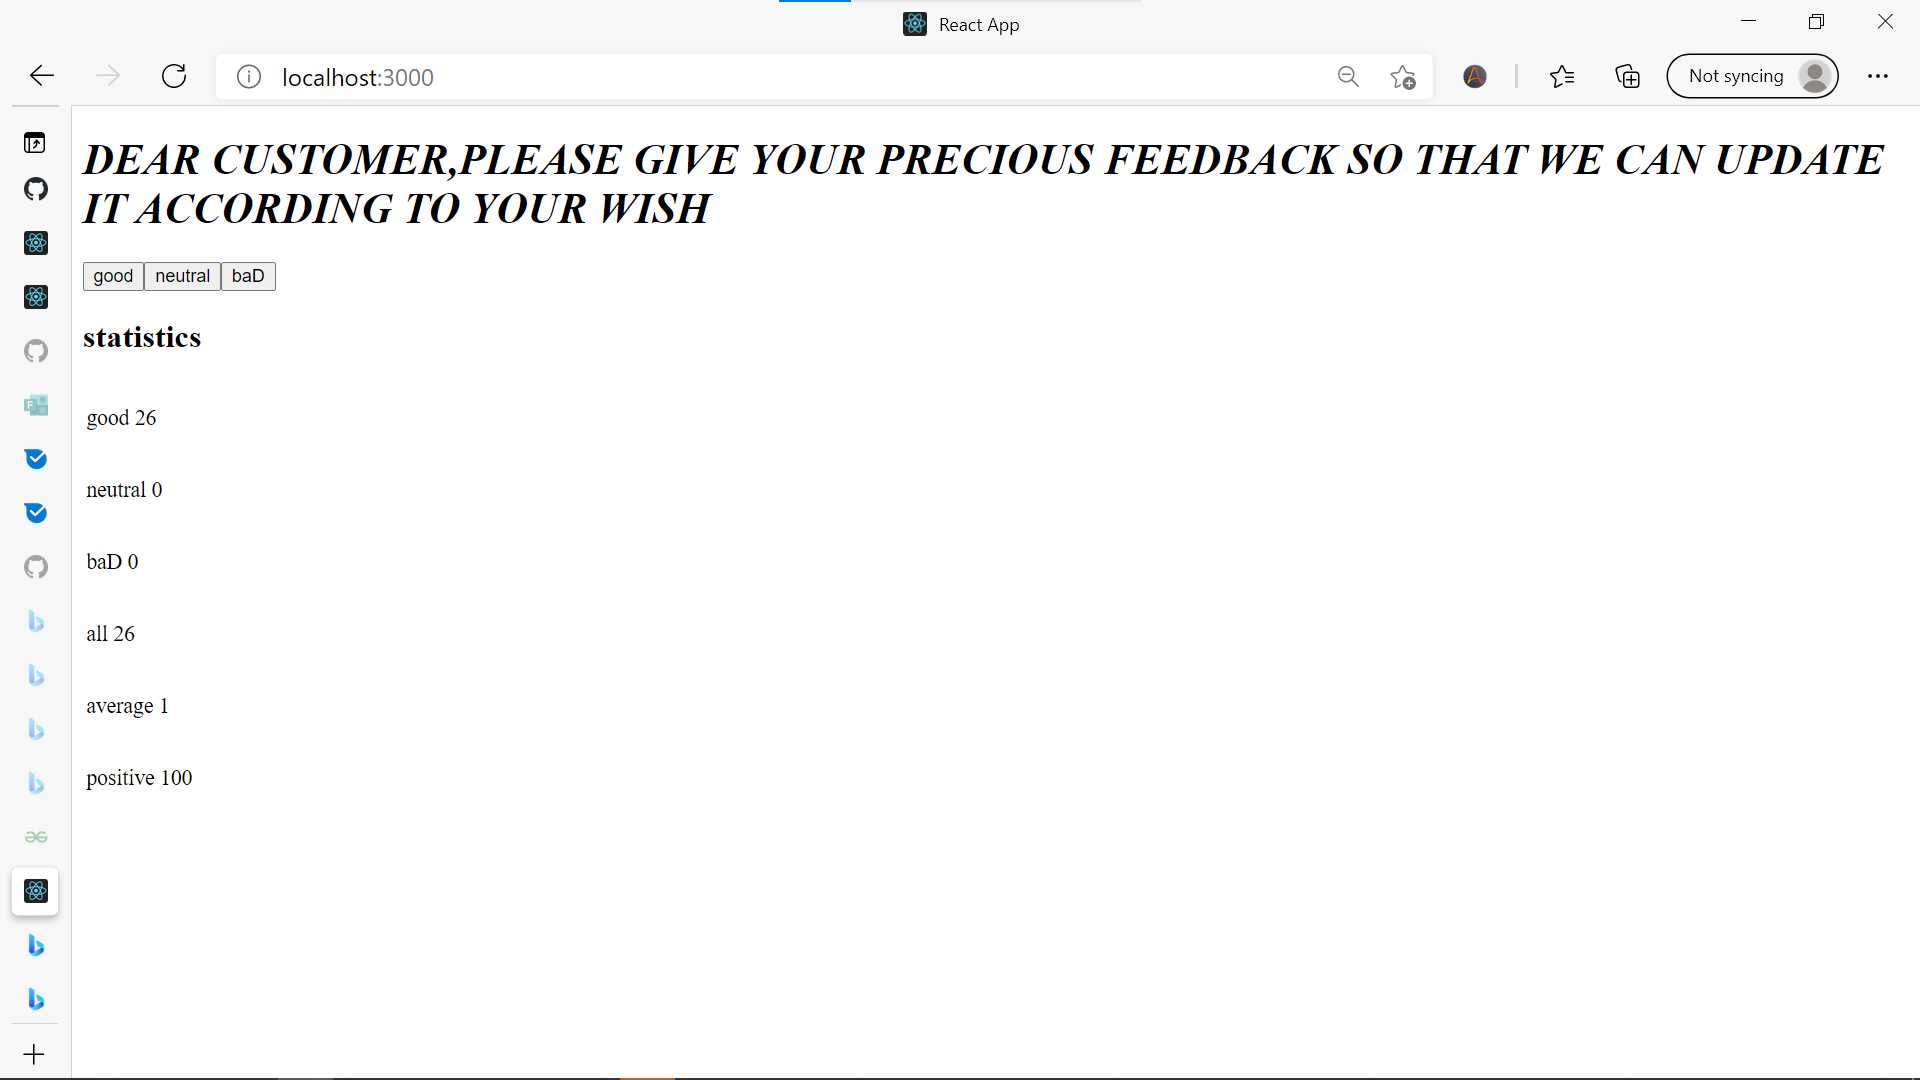 React App
localhost:3000
Not syncing
DEAR CUSTOMER,PLEASE GIVE YOUR PRECIOUS FEEDBACK SO THAT WE CAN UPDATE
IT ACCORDING TO YOUR WISH
good neutral baD
statistics
good 26
neutral 0
baD 0
all 26
average 1
positive 100